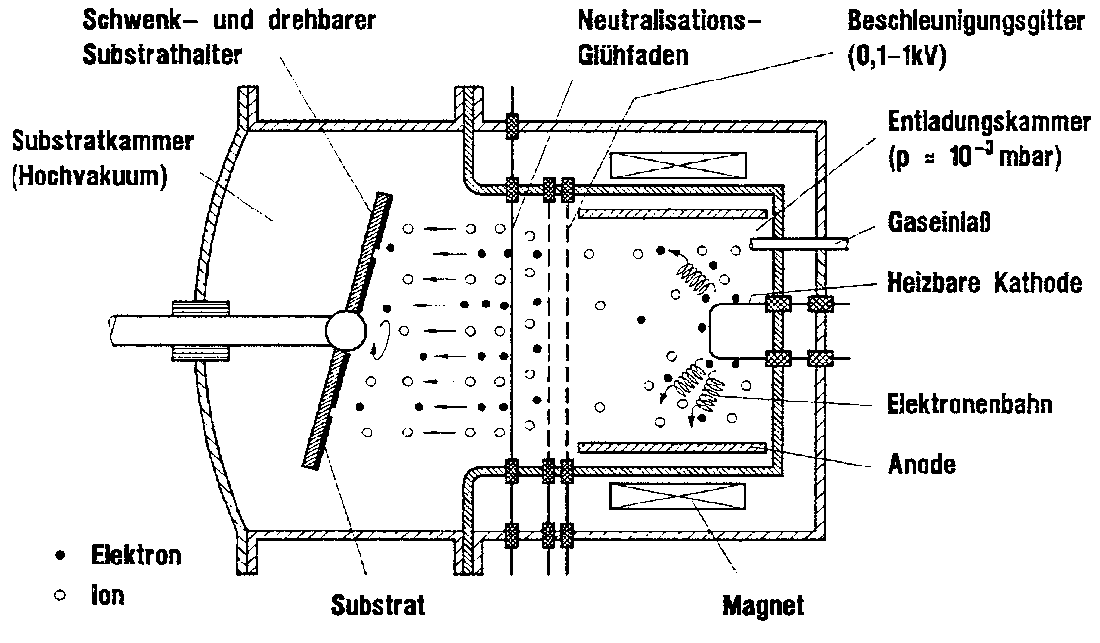 Schwenk- und drehbarer
Substrathalter
Neutralisations-
Glühfaden
Beschleunigungsgitter
(0,1-1kV)
Substratkammer
(Hochvakuum)
Entladungskammer
(p = 10⁻³ mbar)
Gaseinlaß
Heizbare Kathode
Elektronenbahn
Anode
Elektron
Ion
Substrat
Magnet